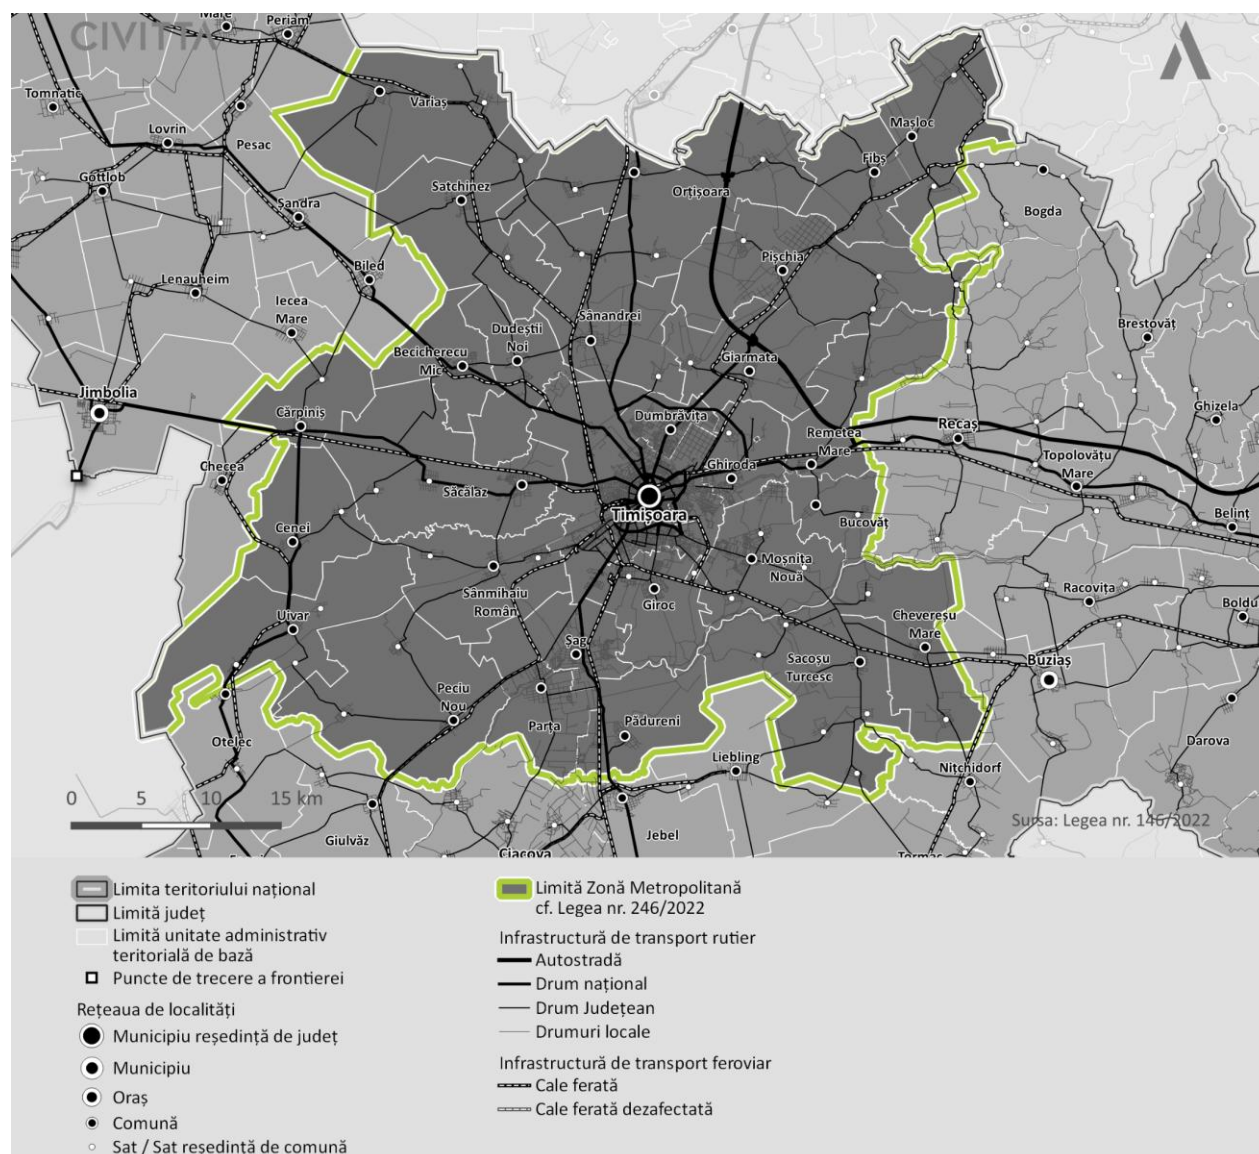 CIVITTA
Periam
Tomnatic
Variaș
Lovrin
Pesac
Mașloc
Fibiș
Gottlob
Satchinez
Orțișoara
Sandra
Bogda
Biled
Pișchia
Lenauheim
Iecea
Mare
Sânandrei
Dudeștii
Noi
Brestovăț
Becicherecu
Mic
Giarmata
Jimbolia
Cărpiniș
Dumbrăvița
Ghizela
Remetea
Mare
Recaș
Checea
Ghiroda
Topolovățu
Mare
Săcălaz
Timișoara
Belinț
Cenei
Bucovăț
Moșnița
Nouă
Sânmihaiu
Român
Giroc
Racovița
Boldu
Uivar
Chevereșu
Mare
Șag
Sacoșu
Turcesc
Buziaș
Peciu
Nou
Parța
Pădureni
Otelec
Liebling
Darova
Nițchidorf
0 5 10 15 km
Sursa: Legea nr. 146/2022
Giulvăz
Jebel
Ciacova
Limita teritoriului național
Limită județ
Limită unitate administrativ
teritorială de bază
Puncte de trecere a frontierei
Rețeaua de localități
Municipiu reședință de județ
Municipiu
Oraș
Comună
Sat / Sat reședință de comună
Limită Zonă Metropolitană
cf. Legea nr. 246/2022
Infrastructură de transport rutier
Autostradă
Drum național
Drum Județean
Drumuri locale
Infrastructură de transport feroviar
Cale ferată
Cale ferată dezafectată